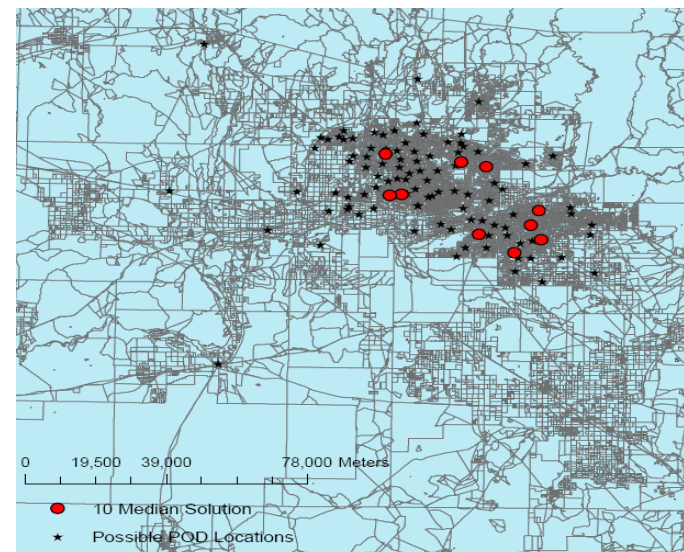 0 19,500 39,000 78,000 Meters
10 Median Solution
Possible POD Locations